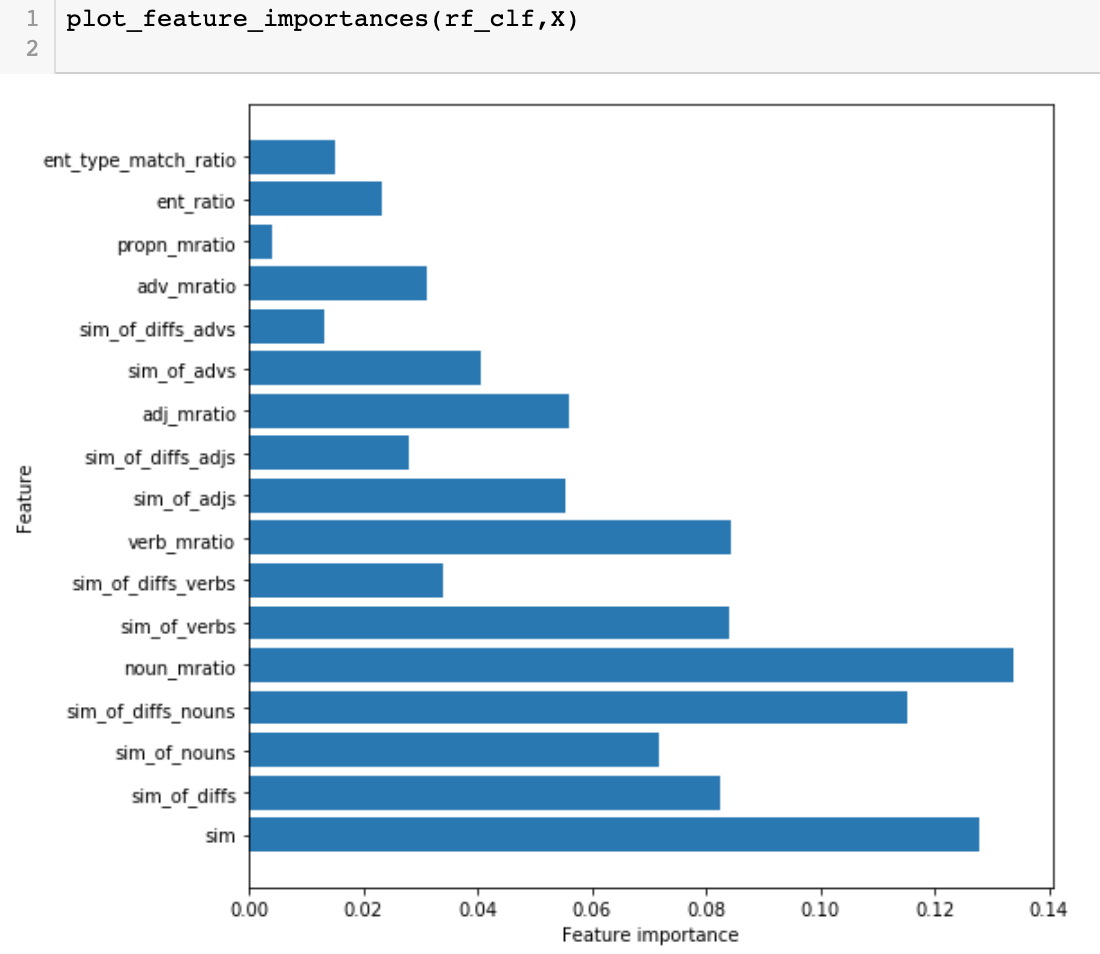 1 plot_feature_importances(rf_clf,X)
2
ent_type_match_ratio
ent_ratio
propn_mratio
adv_mratio
sim_of_diffs_advs
sim_of_advs
adj_mratio
sim_of_diffs_adjs
sim_of_adjs
verb_mratio
sim_of_diffs_verbs
sim_of_verbs
noun_mratio
sim_of_diffs_nouns
sim_of_nouns
sim_of_diffs
sim
Feature
0.00 0.02 0.04 0.06 0.08 0.10 0.12 0.14
Feature importance